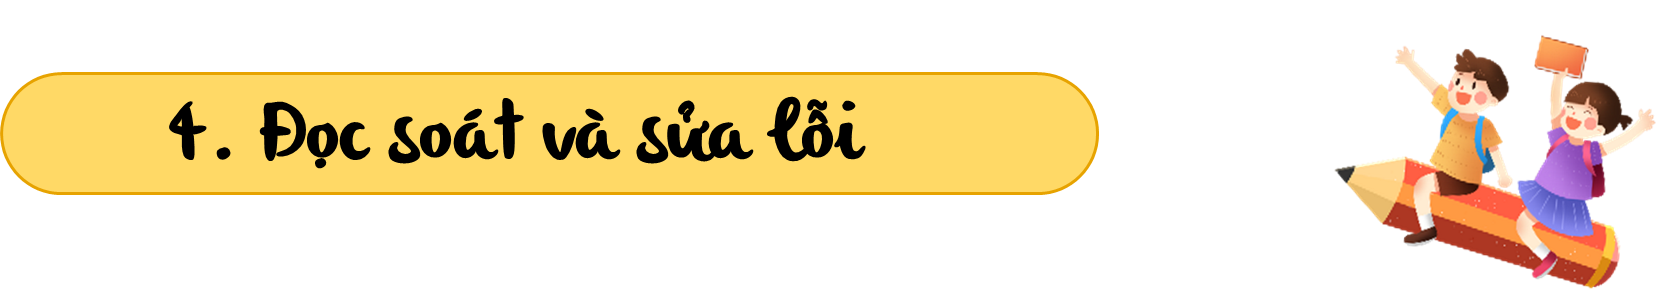 4. Đọc soát và sửa lỗi